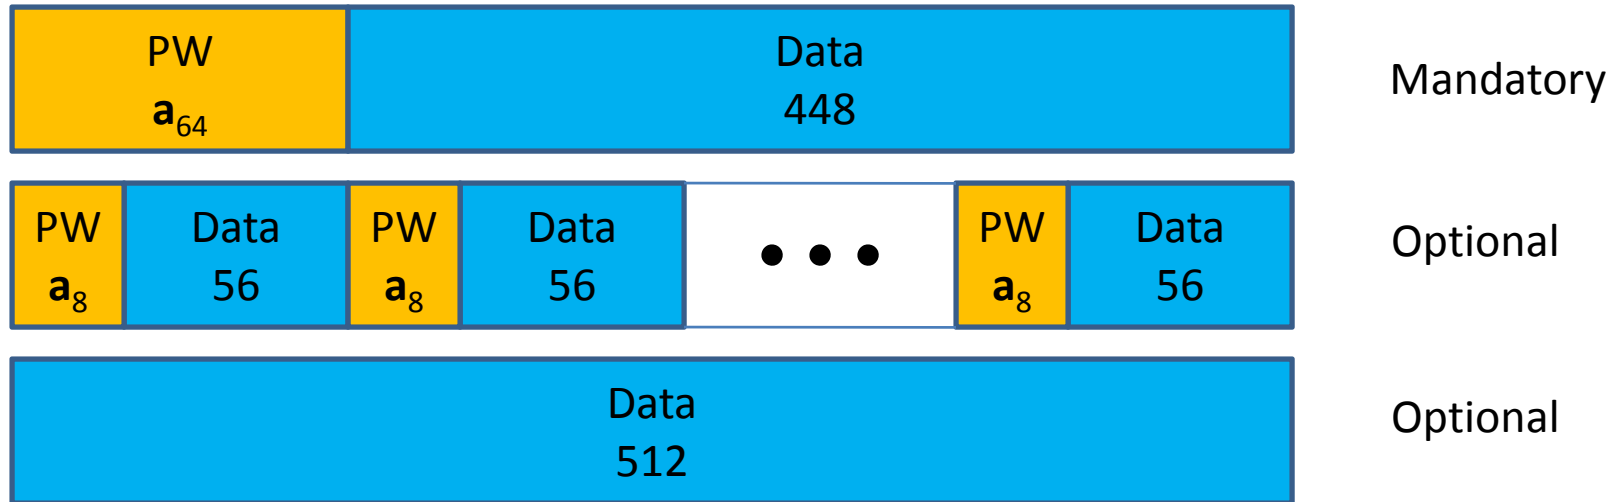 PW
a₆₄
Data
448
Mandatory
PW
a₈
Data
56
PW
a₈
Data
56
• • •
PW
a₈
Data
56
Optional
Data
512
Optional